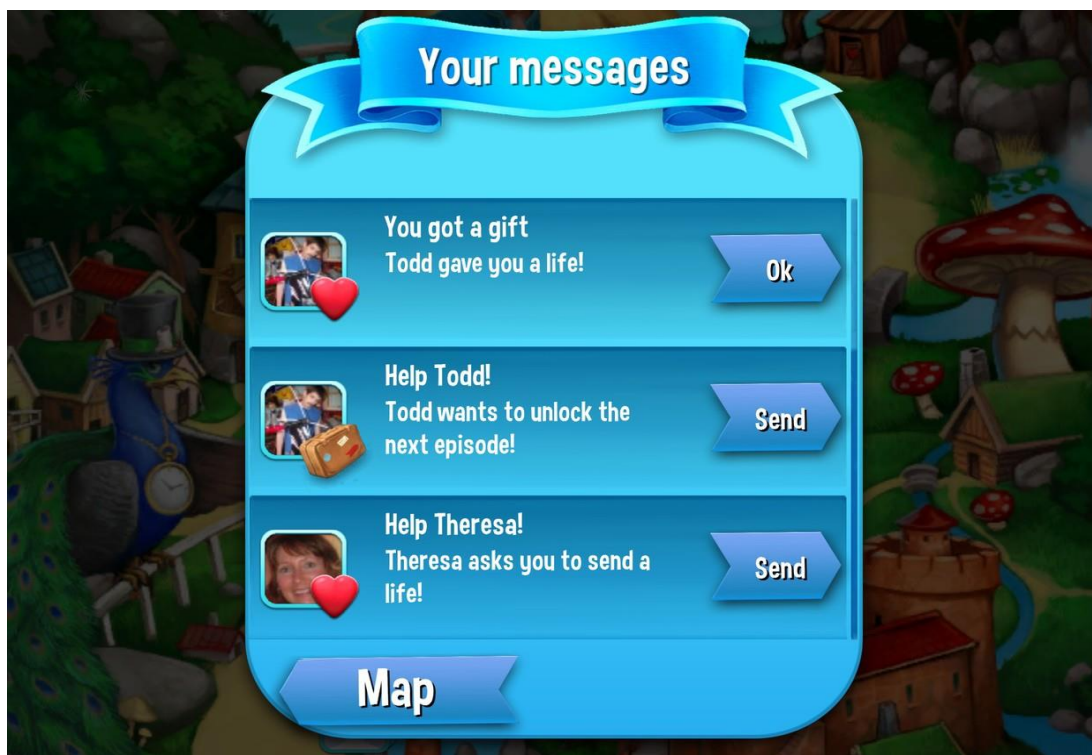 Your messages
You got a gift
Todd gave you a life!
Ok
Help Todd!
Todd wants to unlock the
next episode!
Send
Help Theresa!
Theresa asks you to send a
life!
Send
Map